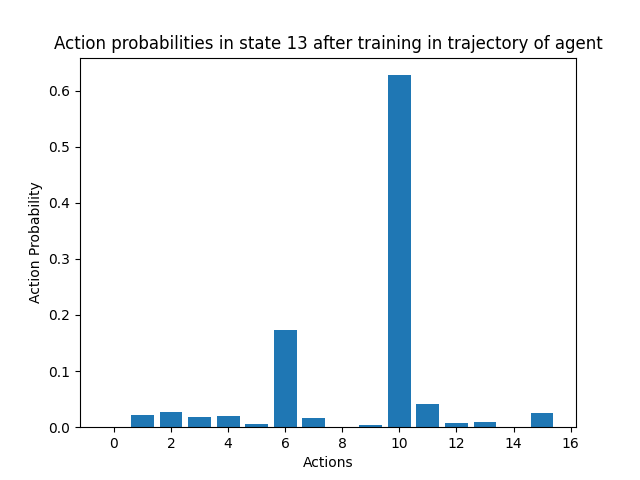 Action probabilities in state 13 after training in trajectory of agent
0.6
0.5
0.4
0.3
0.2
0.1
0.0
Action Probability
0 2 4 6 8 10 12 14 16
Actions